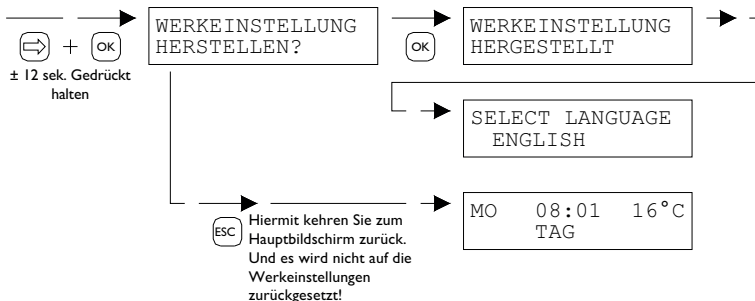 + OK
± 12 sek. Gedrückt
halten
WERKEINSTELLUNG
HERSTELLEN?
OK
WERKEINSTELLUNG
HERGESTELLT
SELECT LANGUAGE
ENGLISH
ESC
Hiermit kehren Sie zum
Hauptbildschirm zurück.
Und es wird nicht auf die
Werkeinstellungen
zurückgesetzt!
MO 08:01 16°C
TAG